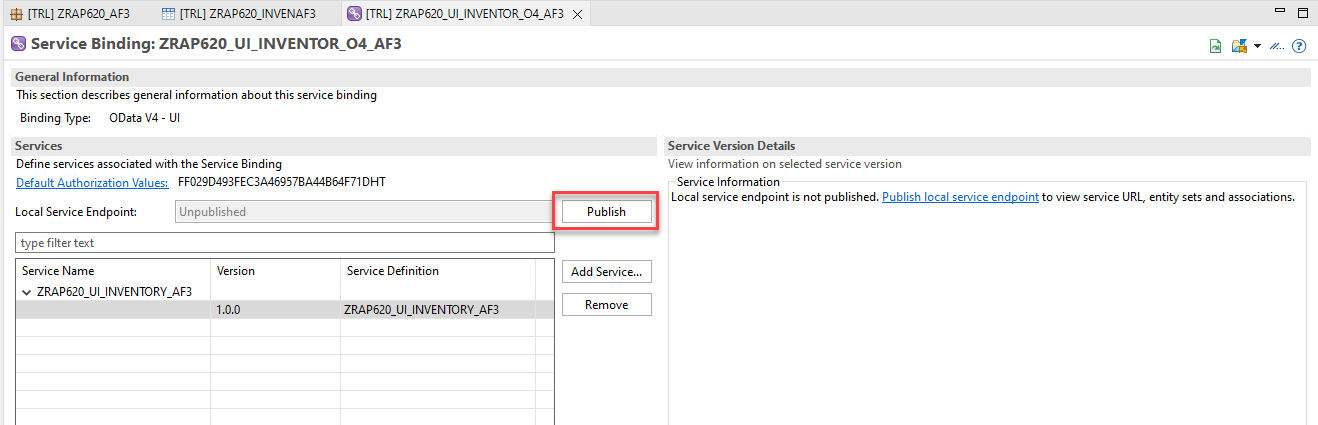 [TRL] ZRAP620_AF3
[TRL] ZRAP620_INVENAF3
[TRL] ZRAP620_UI_INVENTOR_O4_AF3
Service Binding: ZRAP620_UI_INVENTOR_O4_AF3
General Information
This section describes general information about this service binding
Binding Type: OData V4 - UI
Services
Define services associated with the Service Binding
Default Authorization Values: FF029D493FEC3A46957BA44B64F71DHT
Local Service Endpoint: Unpublished Publish
type filter text
Service Name Version Service Definition
ZRAP620_UI_INVENTORY_AF3
1.0.0 ZRAP620_UI_INVENTORY_AF3
Add Service...
Remove
Service Version Details
View information on selected service version
Service Information
Local service endpoint is not published. Publish local service endpoint to view service URL, entity sets and associations.